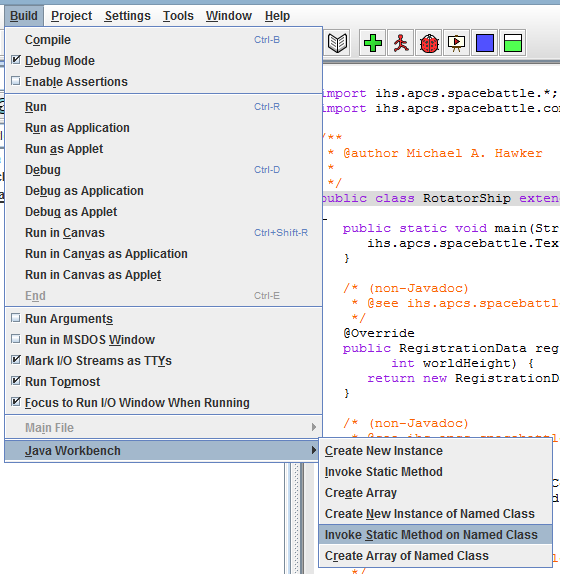 Build Project Settings Tools Window Help
Compile Ctrl-B
Debug Mode
Enable Assertions
Run Ctrl-R
Run as Application
Run as Applet
Debug Ctrl-D
Debug as Application
Debug as Applet
Run in Canvas Ctrl+Shift-R
Run in Canvas as Application
Run in Canvas as Applet
End Ctrl-E
Run Arguments
Run in MSDOS Window
Mark I/O Streams as TTYs
Run Topmost
Focus to Run I/O Window When Running
Main File
Java Workbench
Create New Instance
Invoke Static Method
Create Array
Create New Instance of Named Class
Invoke Static Method on Named Class
Create Array of Named Class
import ihs.apcs.spacebattle.*;
import ihs.apcs.spacebattle.co
/**
* @author Michael A. Hawker
*
*/
public class RotatorShip exten
public static void main(Str
ihs.apcs.spacebattle.Tex
}
/* (non-Javadoc)
* @see ihs.apcs.spacebattl
*/
@Override
public RegistrationData reg
int worldHeight) {
return new RegistrationD
}
/* (non-Javadoc)
*/